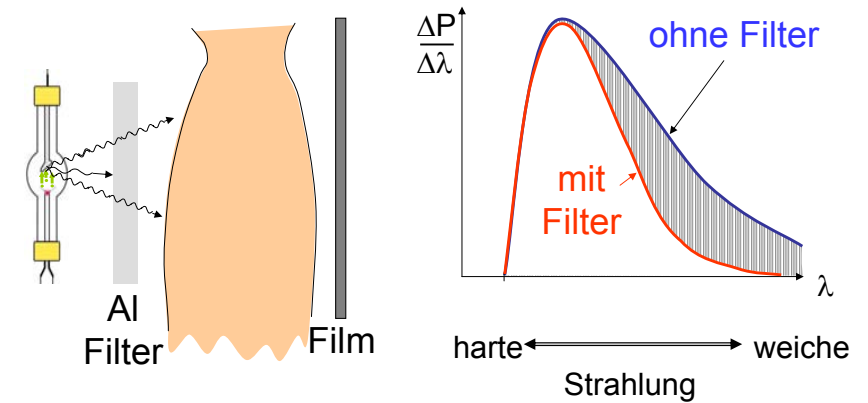 Al
Filter
Film
ΔP
Δλ
ohne Filter
mit
Filter
λ
harte
weiche
Strahlung